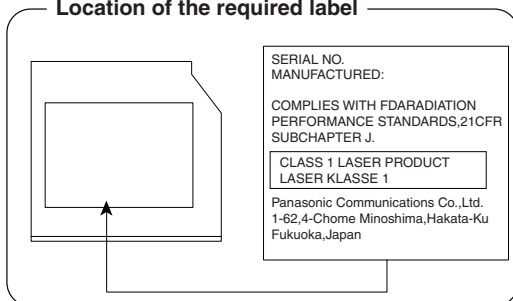 Location of the required label
SERIAL NO.
MANUFACTURED:
COMPLIES WITH FDARADIATION
PERFORMANCE STANDARDS,21CFR
SUBCHAPTER J.
CLASS 1 LASER PRODUCT
LASER KLASSE 1
Panasonic Communications Co.,Ltd.
1-62,4-Chome Minoshima,Hakata-Ku
Fukuoka,Japan